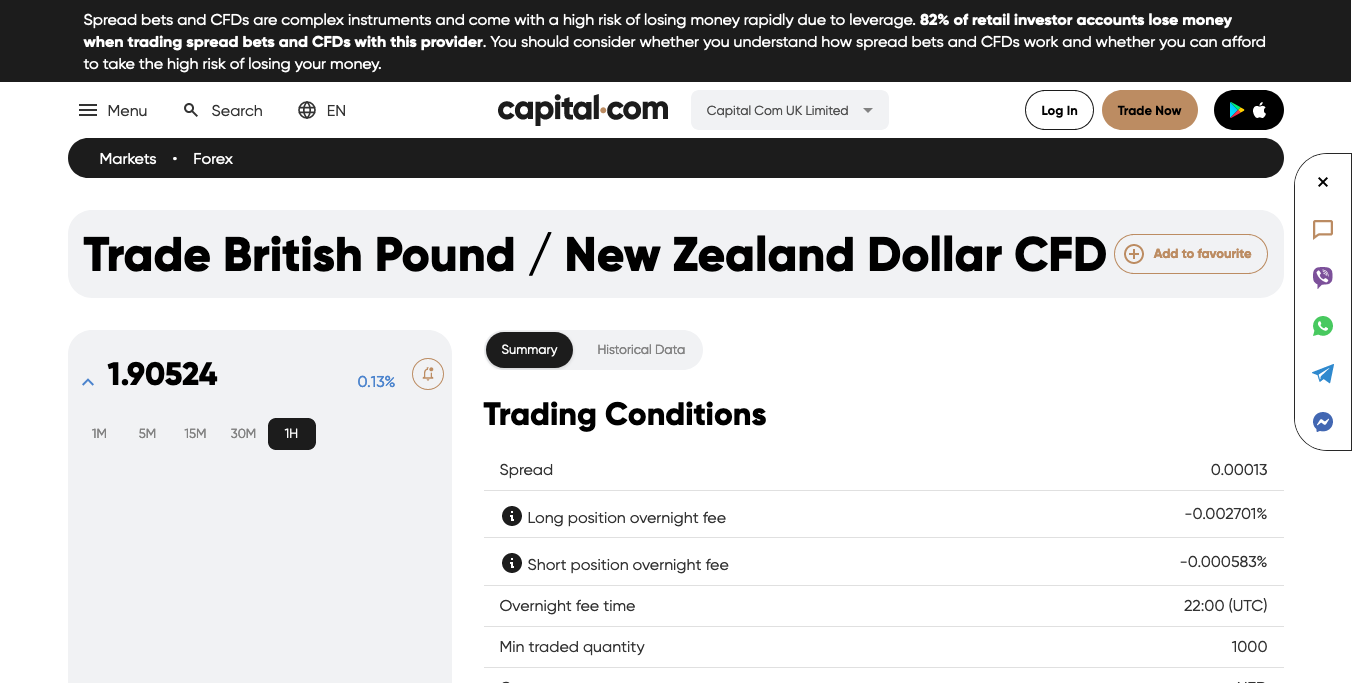 Spread bets and CFDs are complex instruments and come with a high risk of losing money rapidly due to leverage. 82% of retail investor accounts lose money
when trading spread bets and CFDs with this provider. You should consider whether you understand how spread bets and CFDs work and whether you can afford
to take the high risk of losing your money.
Menu Search EN capital.com Capital Com UK Limited Log In Trade Now
Markets • Forex
Trade British Pound / New Zealand Dollar CFD Add to favourite
1.90524 0.13%
1M 5M 15M 30M 1H
Summary Historical Data
Trading Conditions
Spread 0.00013
Long position overnight fee -0.002701%
Short position overnight fee -0.000583%
Overnight fee time 22:00 (UTC)
Min traded quantity 1000